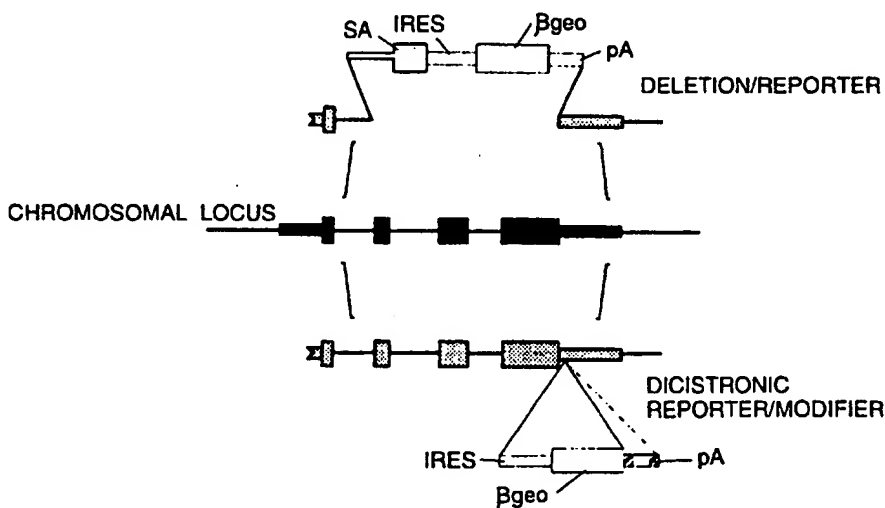 SA IRES βgeo
pA
DELETION/REPORTER
CHROMOSOMAL LOCUS
DICISTRONIC
REPORTER/MODIFIER
IRES pA
βgeo